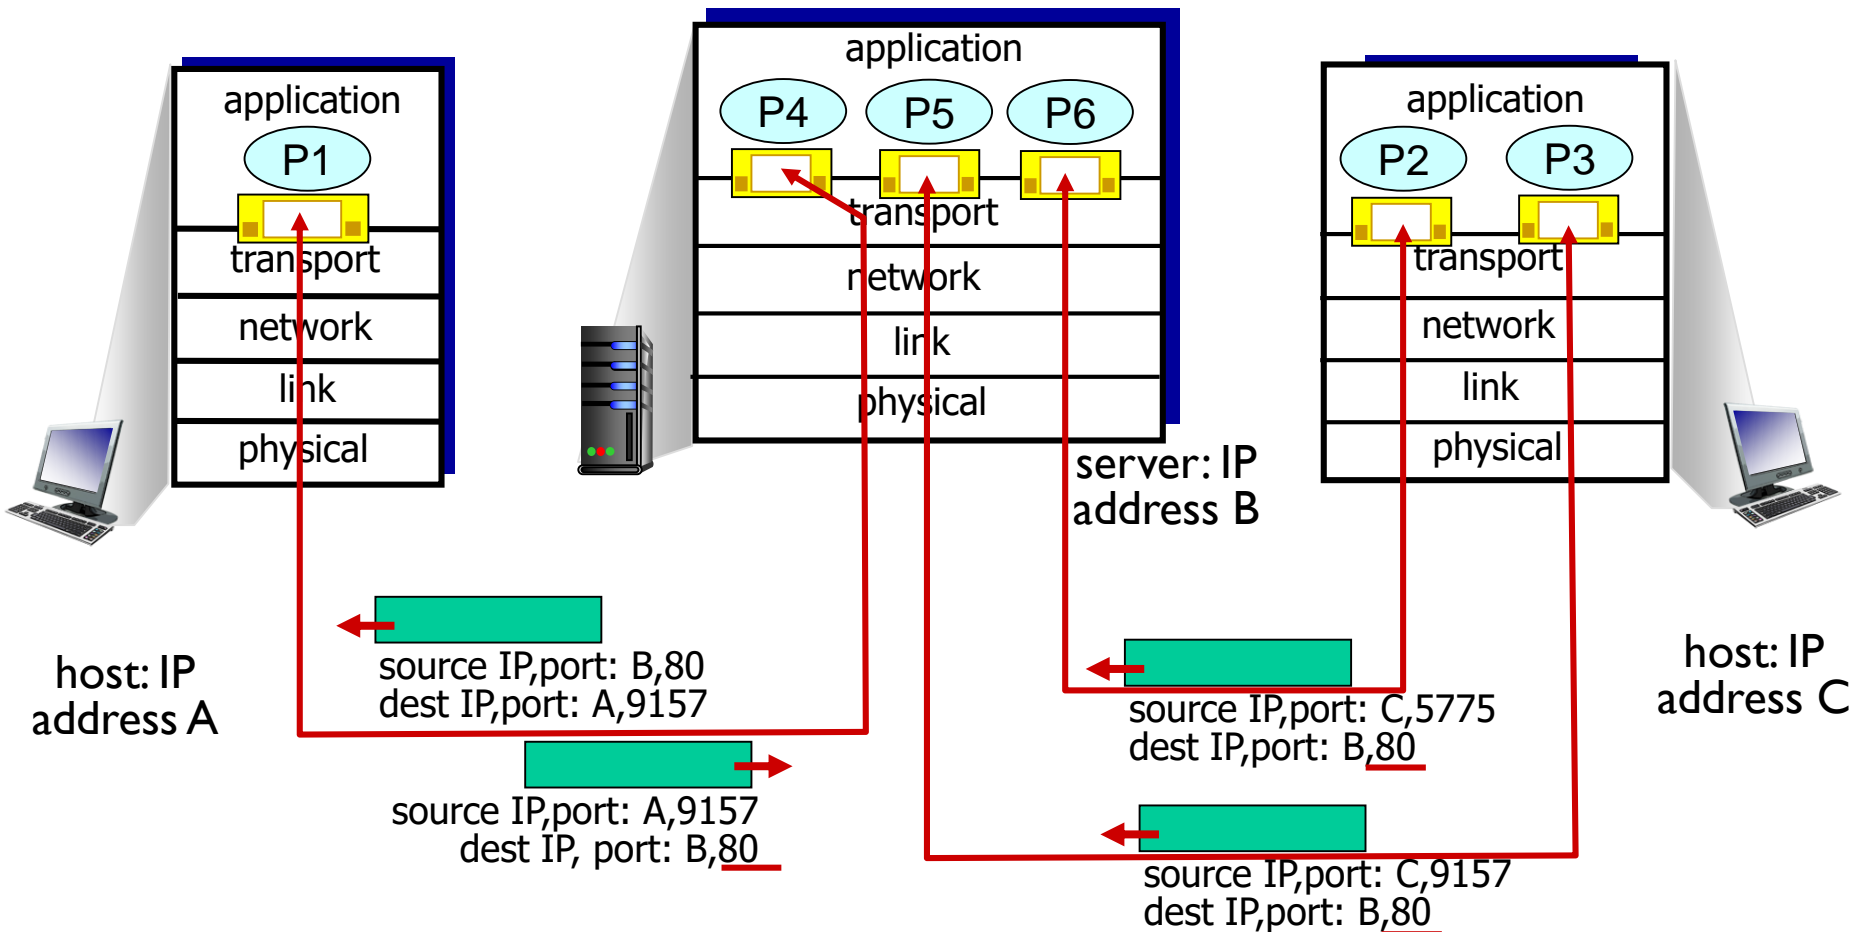 application
P1
transport
network
link
physical
application
P4 P5 P6
transport
network
link
physical
server: IP
address B
application
P2 P3
transport
network
link
physical
host: IP
address A
source IP,port: B,80
dest IP,port: A,9157
source IP,port: A,9157
dest IP, port: B,80
source IP,port: C,5775
dest IP,port: B,80
source IP,port: C,9157
dest IP,port: B,80
host: IP
address C